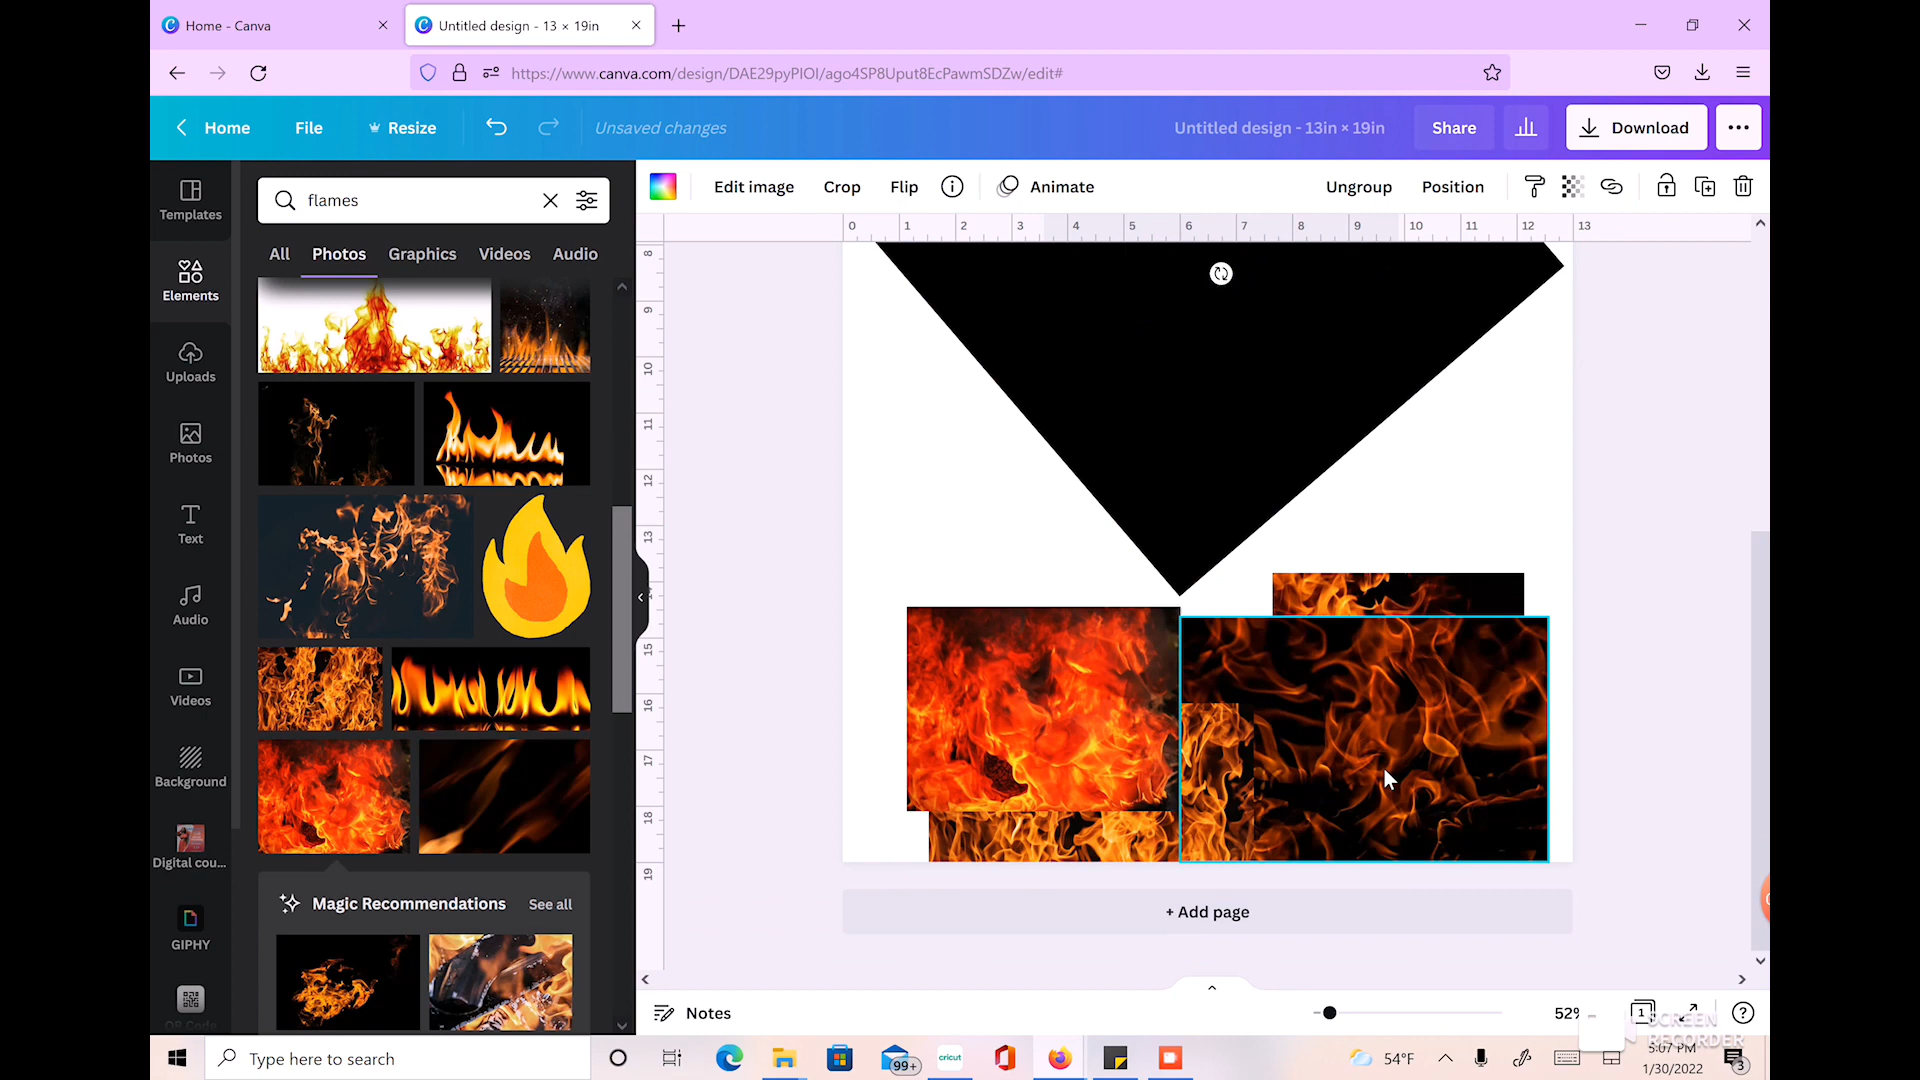 Home - Canva
Untitled design - 13 × 19in
https://www.canva.com/design/DAE29pyPIOI/ago4SP8Uput8EcPawmSDZw/edit#
Home
File
Resize
Unsaved changes
Untitled design - 13in × 19in
Share
Download
Templates
Elements
Uploads
Photos
Text
Audio
Videos
Background
Digital cou...
GIPHY
QR Code
flames
All
Photos
Graphics
Videos
Audio
Magic Recommendations
See all
Edit image
Crop
Flip
Animate
Ungroup
Position
0 1 2 3 4 5 6 7 8 9 10 11 12 13
8
9
10
11
12
13
15
16
17
18
19
+ Add page
Notes
52%
1
SCREEN
RECORDER
Type here to search
99+
cricut
54°F
5:07 PM
1/30/2022
3